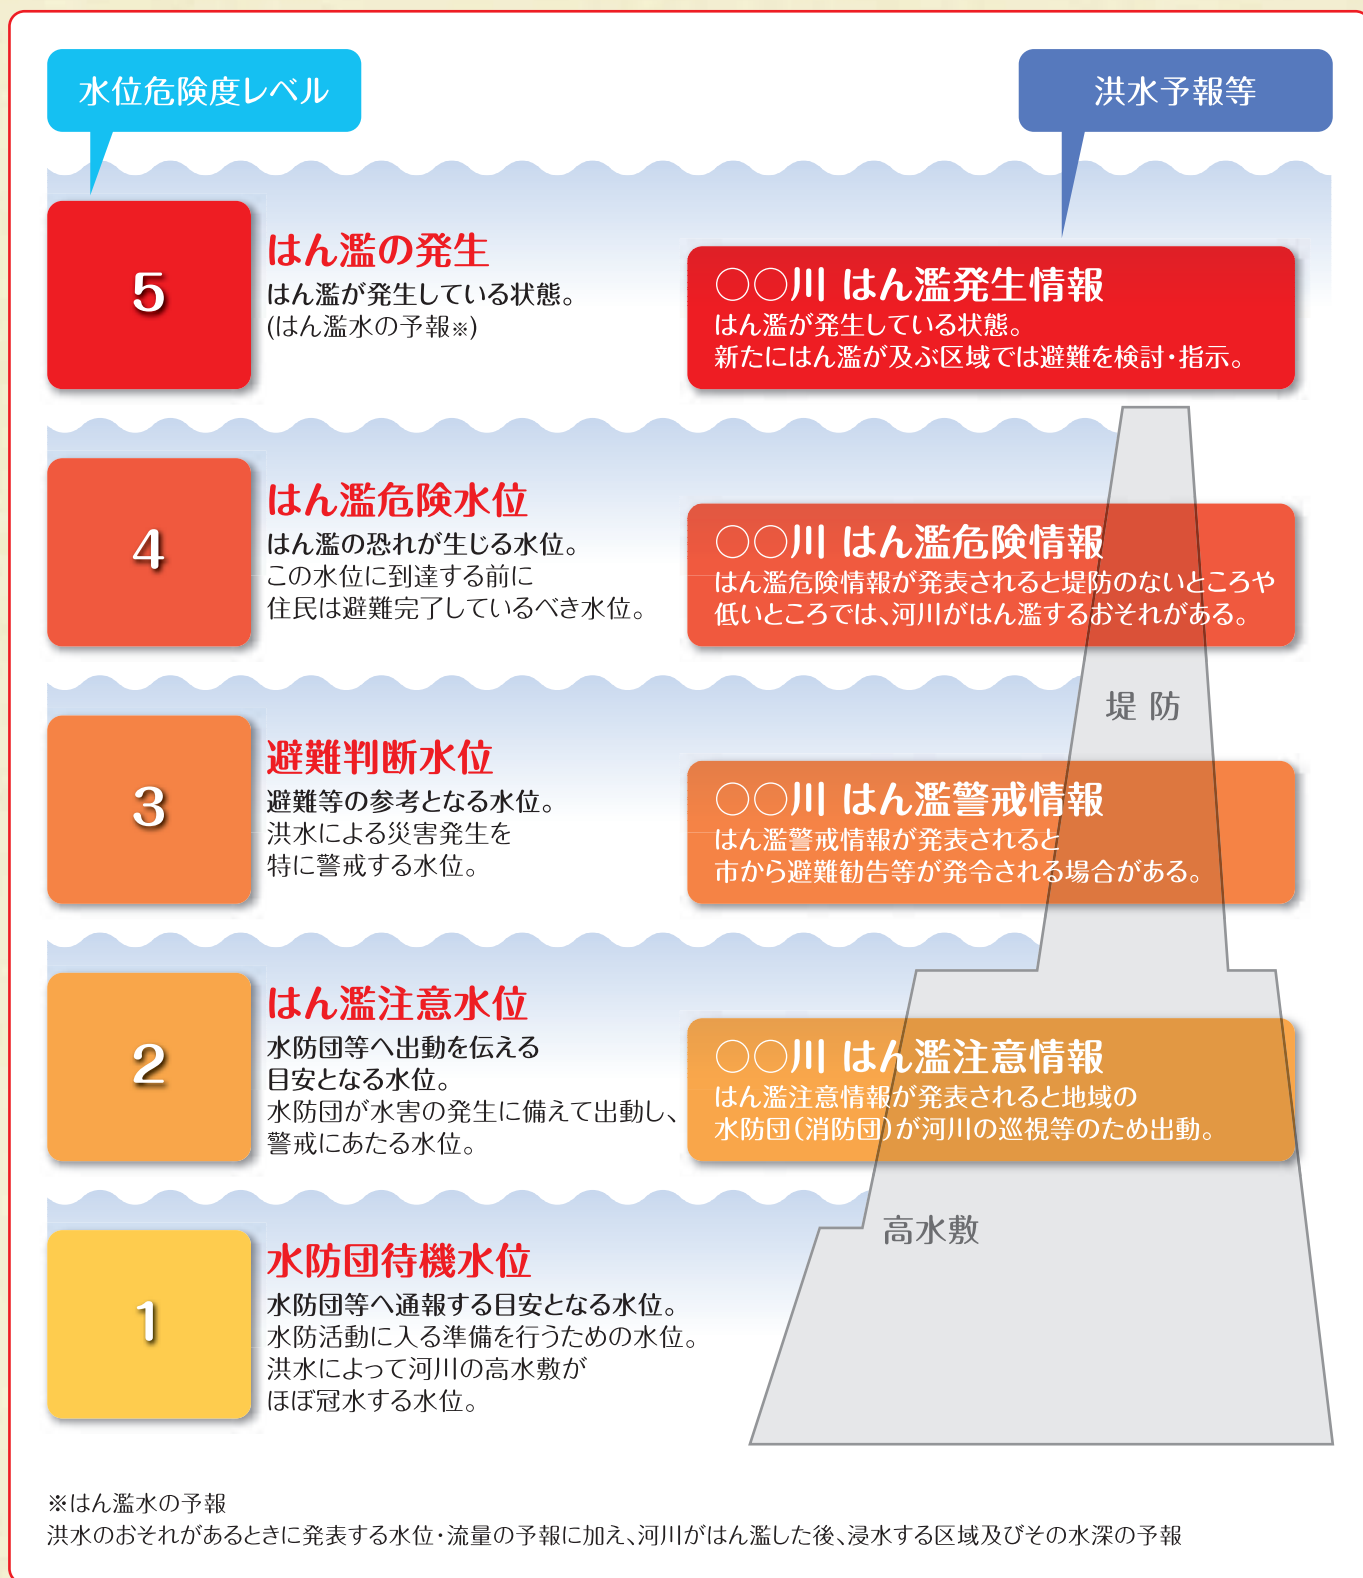 水位危険度レベル
洪水予報等
5
はん濫の発生
はん濫が発生している状態。
(はん濫水の予報※)
○○川 はん濫発生情報
はん濫が発生している状態。
新たにはん濫が及ぶ区域では避難を検討・指示。
4
はん濫危険水位
はん濫の恐れが生じる水位。
この水位に到達する前に
住民は避難完了しているべき水位。
○○川 はん濫危険情報
はん濫危険情報が発表されると堤防のないところや
低いところでは、河川がはん濫するおそれがある。
堤 防
3
避難判断水位
避難等の参考となる水位。
洪水による災害発生を
特に警戒する水位。
○○川 はん濫警戒情報
はん濫警戒情報が発表されると
市から避難勧告等が発令される場合がある。
2
はん濫注意水位
水防団等へ出動を伝える
目安となる水位。
水防団が水害の発生に備えて出動し、
警戒にあたる水位。
○○川 はん濫注意情報
はん濫注意情報が発表されると地域の
水防団(消防団)が河川の巡視等のため出動。
高水敷
1
水防団待機水位
水防団等へ通報する目安となる水位。
水防活動に入る準備を行うための水位。
洪水によって河川の高水敷が
ほぼ冠水する水位。
※はん濫水の予報
洪水のおそれがあるときに発表する水位・流量の予報に加え、河川がはん濫した後、浸水する区域及びその水深の予報